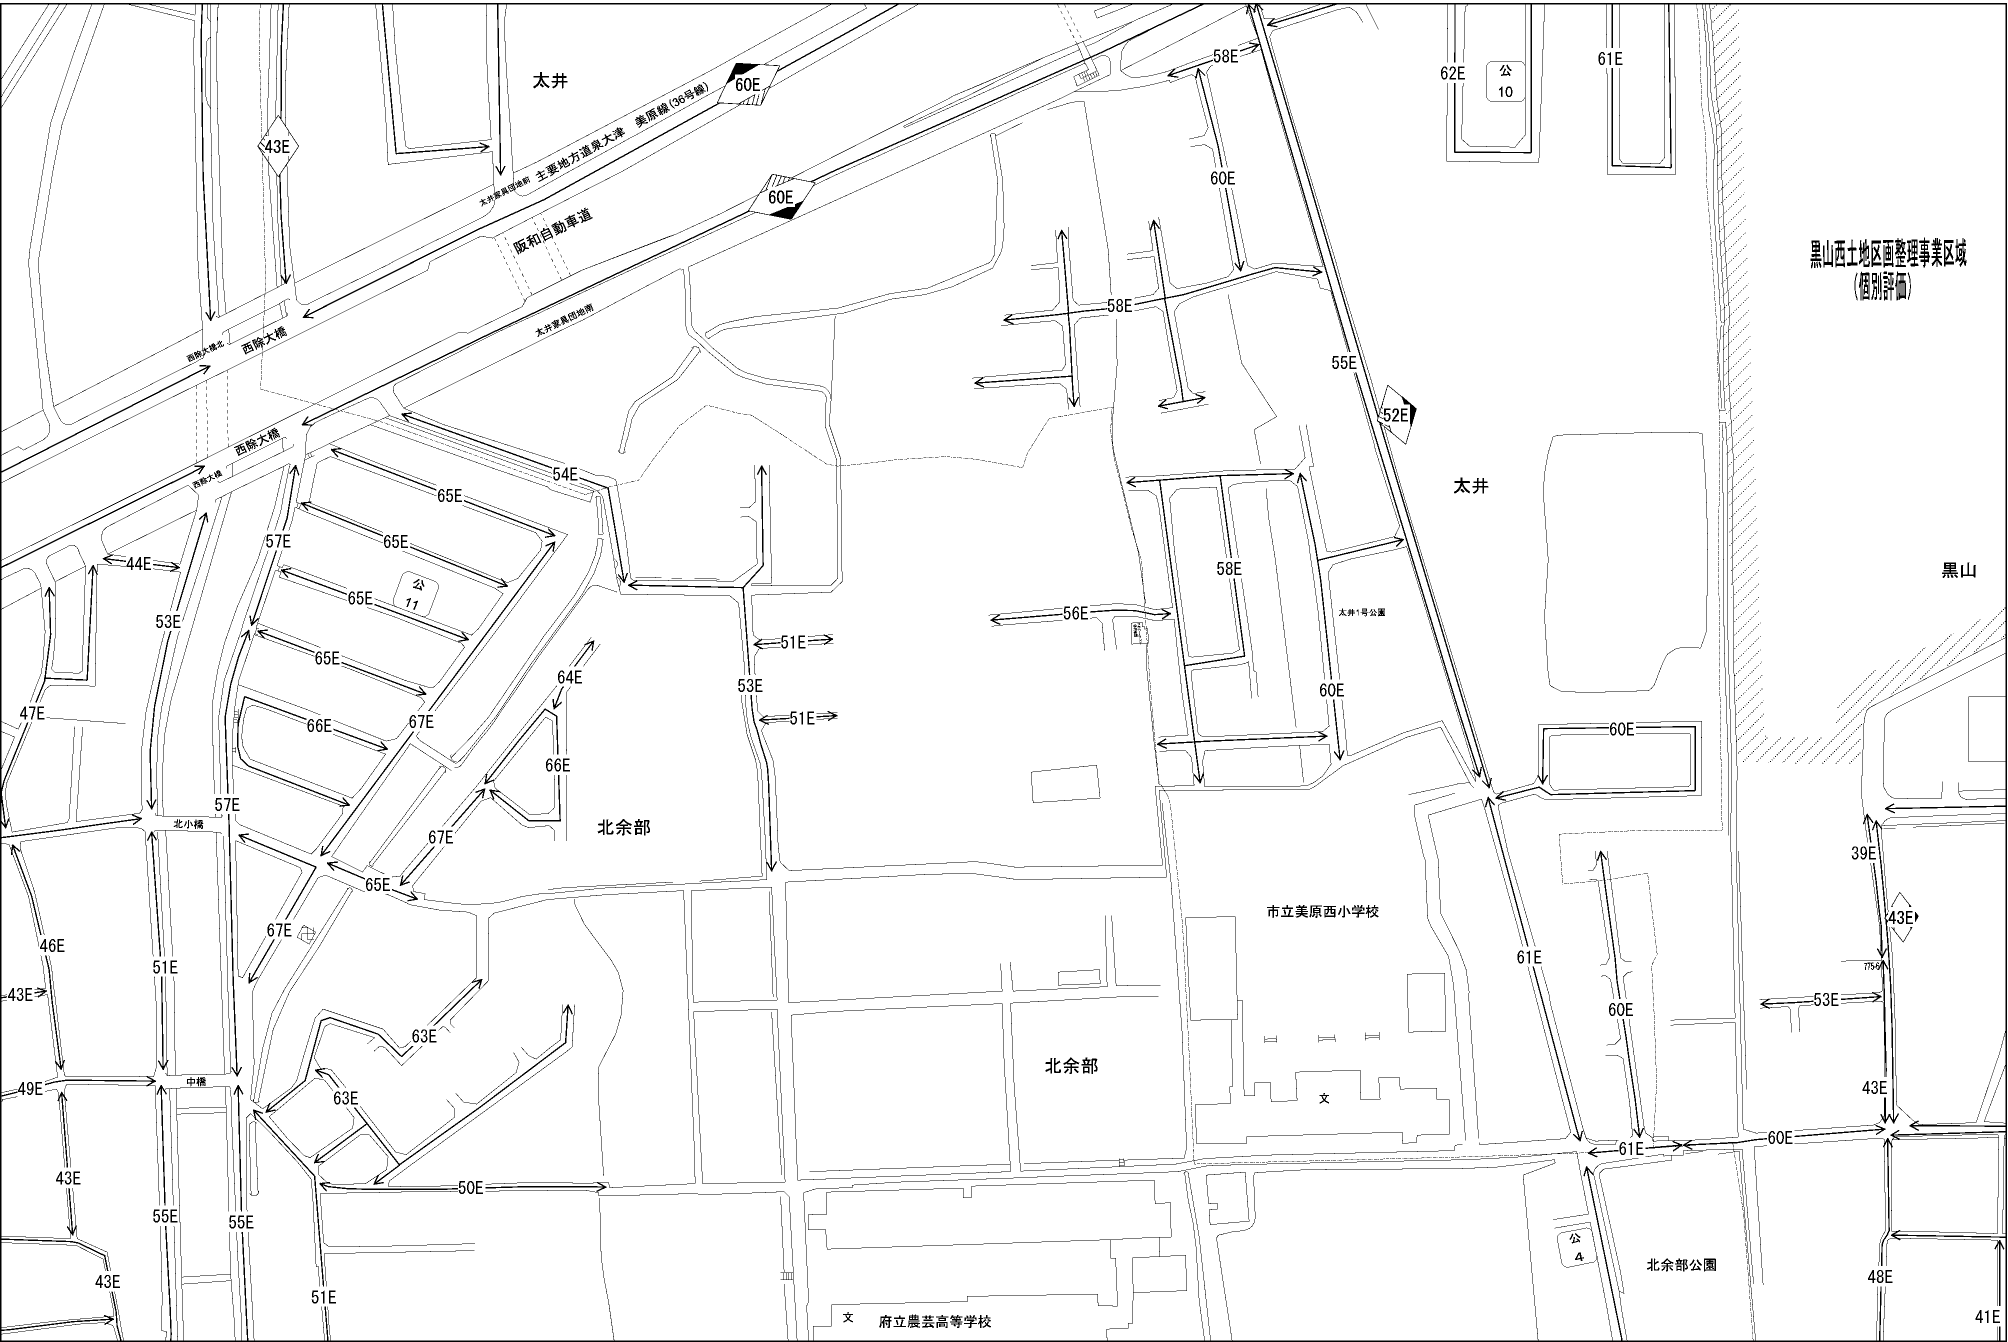 58E
62E
公
10
61E
太井
60E
主要地方道泉大津 美原線(36号線)
43E
太井家具団地前
60E
60E
阪和自動車道
黒山西土地区画整理事業区域
(個別評価)
58E
太井家具団地南
西除大橋北
西除大橋
55E
52E
西除大橋
西除大橋
54E
65E
太井
57E
65E
44E
58E
黒山
65E
公
11
56E
太井1号公園
53E
51E
65E
64E
53E
60E
47E
51E
66E
67E
60E
66E
57E
北小橋
北余部
67E
39E
65E
市立美原西小学校
43E
67E
46E
51E
61E
775-6
43E
53E
60E
63E
北余部
中橋
49E
63E
文
43E
60E
61E
43E
50E
55E
55E
公
4
北余部公園
43E
48E
51E
文
府立農芸高等学校
41E